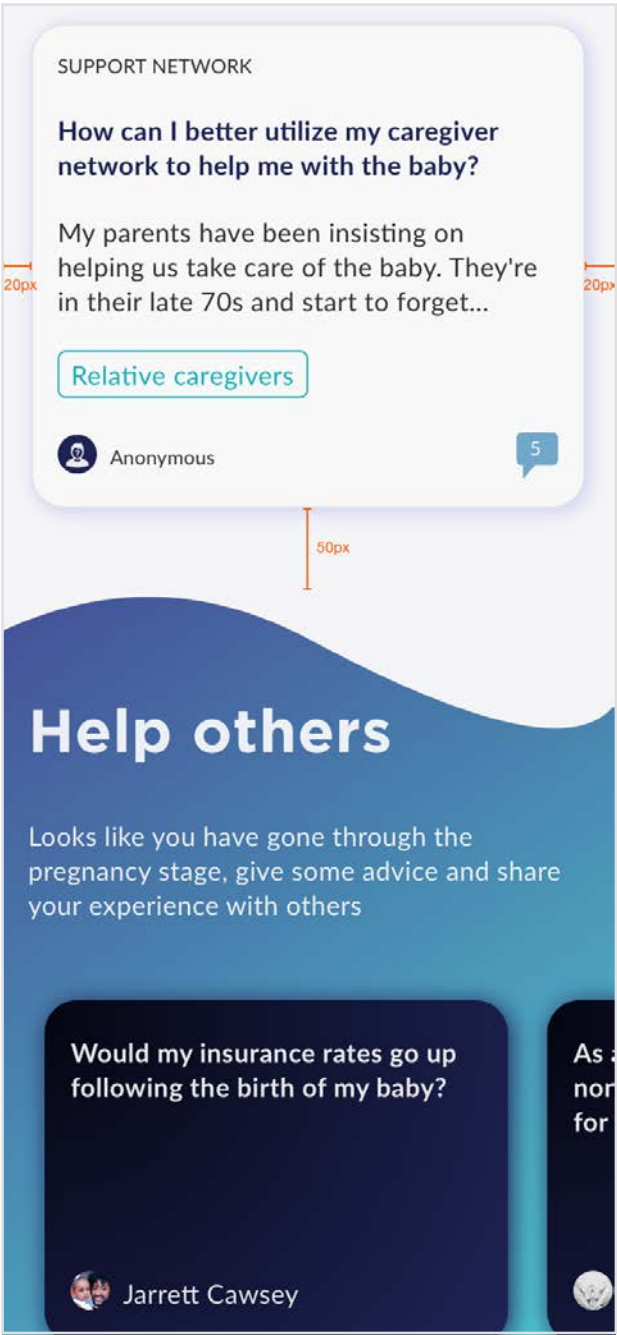 SUPPORT NETWORK
How can I better utilize my caregiver
network to help me with the baby?
My parents have been insisting on
helping us take care of the baby. They're
in their late 70s and start to forget...
20px
20px
Relative caregivers
Anonymous
5
50px
Help others
Looks like you have gone through the
pregnancy stage, give some advice and share
your experience with others
Would my insurance rates go up
following the birth of my baby?
Jarrett Cawsey
As
nor
for